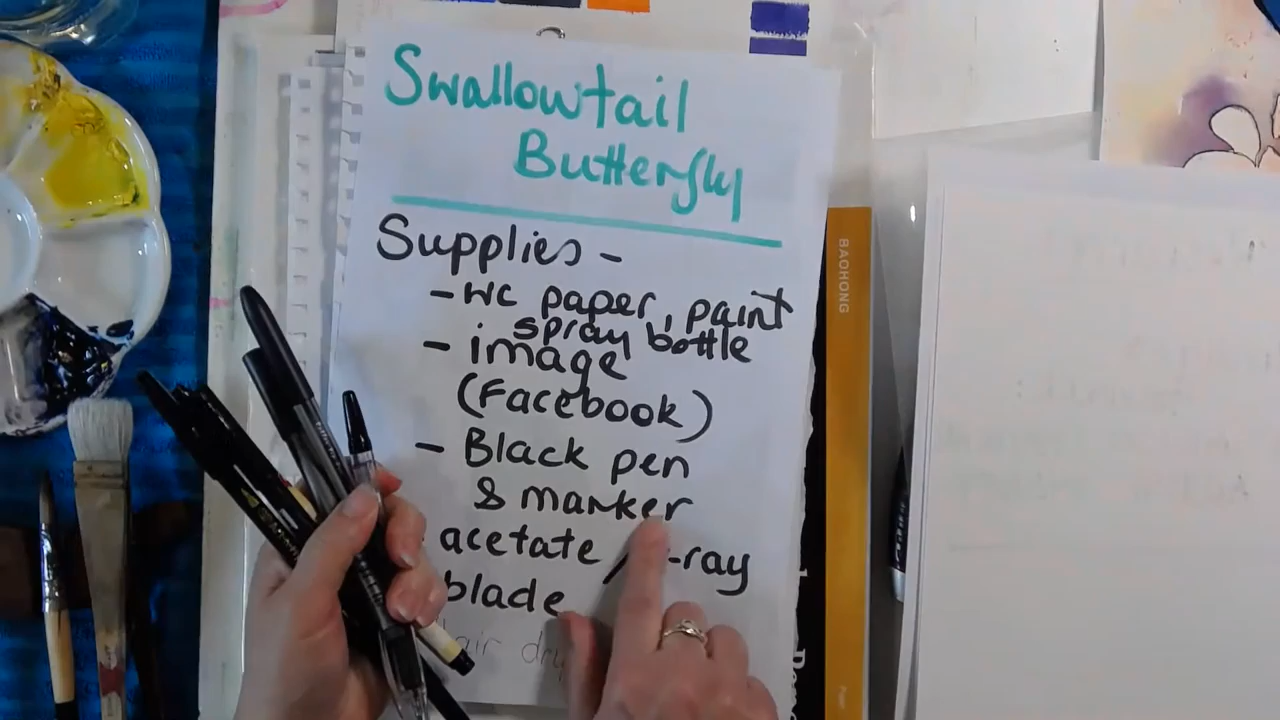 Swallowtail
Butterfly
Supplies -
- WC paper, paint
spray bottle
- image
(Facebook)
- Black pen
& marker
acetate / -ray
blade
BAOHONG